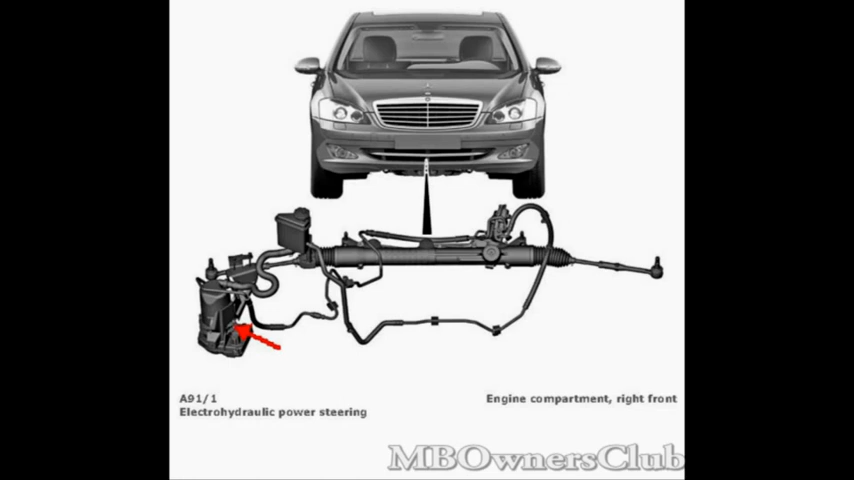 A91/1
Electrohydraulic power steering
Engine compartment, right front
MBOwnersClub